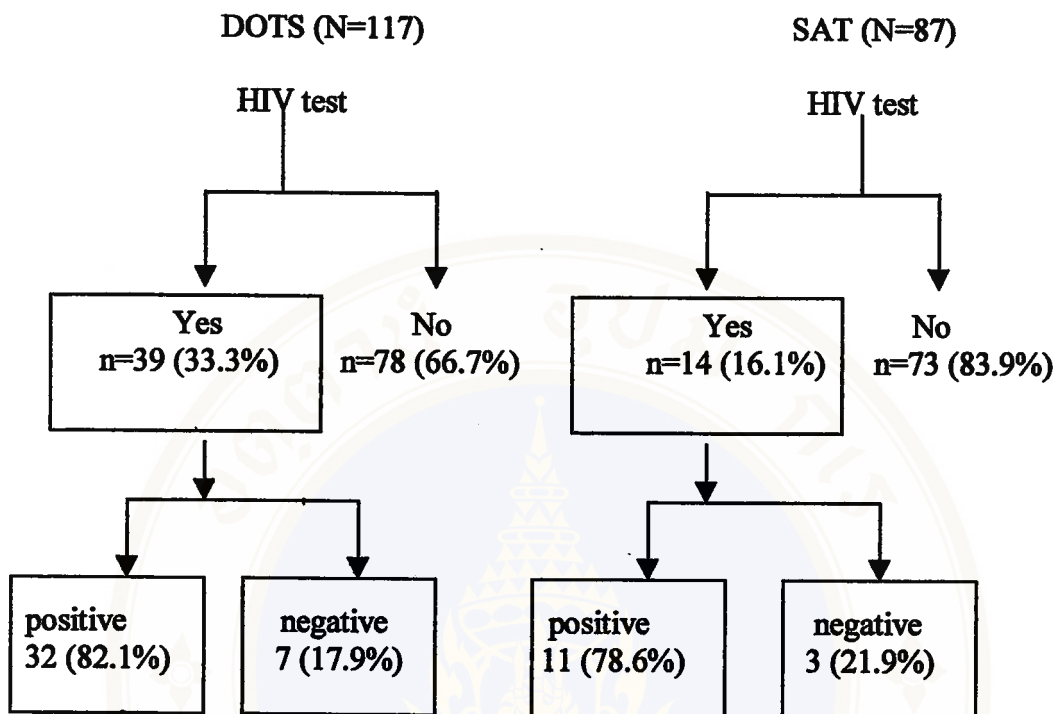 DOTS (N=117)
SAT (N=87)
HIV test
HIV test
Yes
n=39 (33.3%)
No
n=78 (66.7%)
Yes
n=14 (16.1%)
No
n=73 (83.9%)
positive
32 (82.1%)
negative
7 (17.9%)
positive
11 (78.6%)
negative
3 (21.9%)